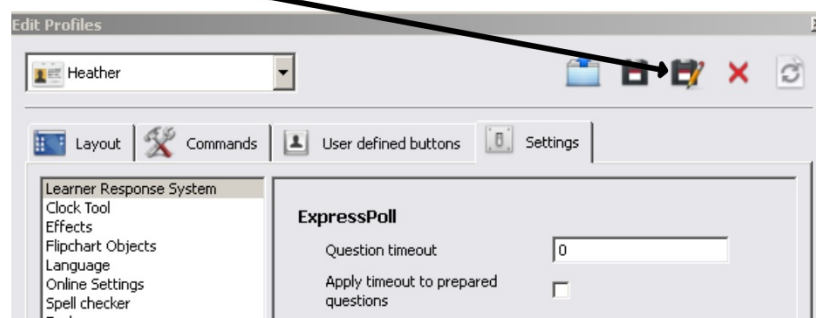 Edit Profiles
Heather
Layout
Commands
User defined buttons
Settings
Learner Response System
Clock Tool
Effects
Flipchart Objects
Language
Online Settings
Spell checker
ExpressPoll
Question timeout
0
Apply timeout to prepared
questions